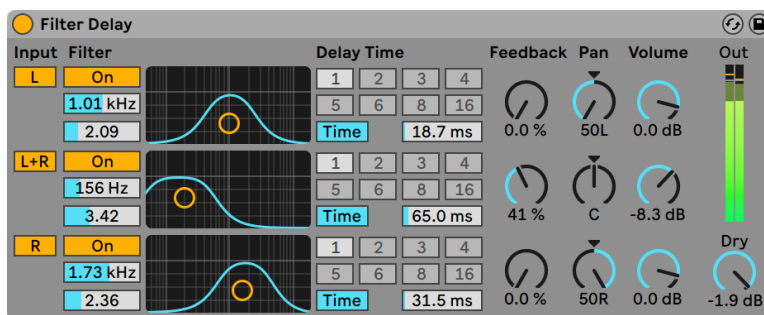 Filter Delay
Input Filter Delay Time Feedback Pan Volume Out
L On 1 2 3 4
1.01 kHz 5 6 8 16
2.09 Time 18.7 ms 0.0 % 50L 0.0 dB
L+R On 1 2 3 4
156 Hz 5 6 8 16
3.42 Time 65.0 ms 41 % C -8.3 dB
R On 1 2 3 4 Dry
1.73 kHz 5 6 8 16
2.36 Time 31.5 ms 0.0 % 50R 0.0 dB -1.9 dB